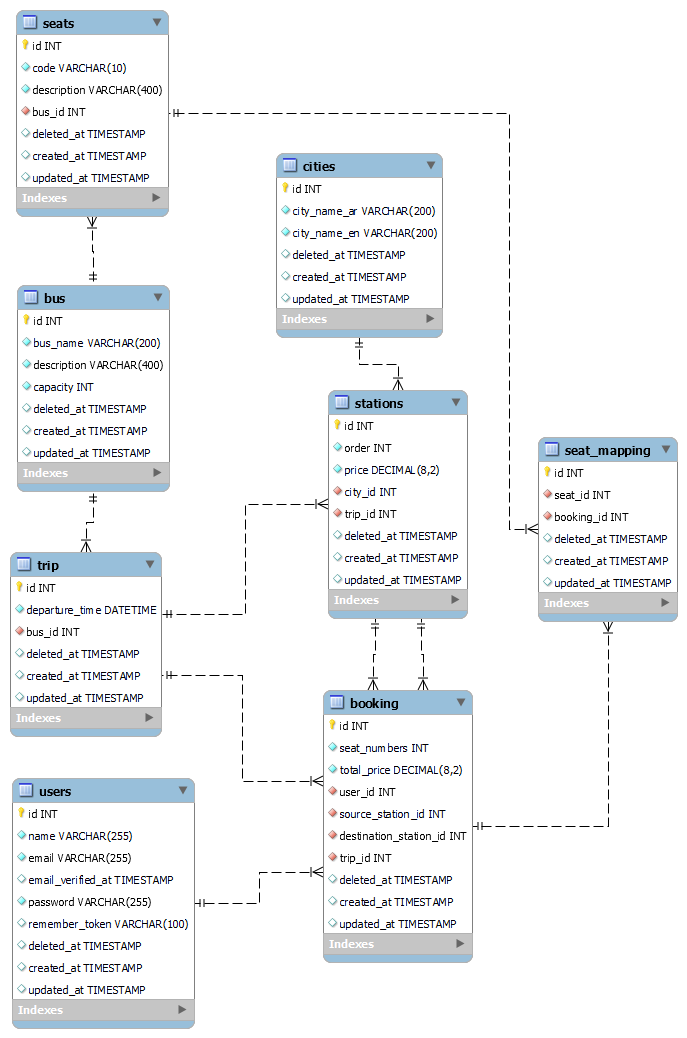 seats
id INT
code VARCHAR(10)
description VARCHAR(400)
bus_id INT
deleted_at TIMESTAMP
created_at TIMESTAMP
updated_at TIMESTAMP
Indexes
cities
id INT
city_name_ar VARCHAR(200)
city_name_en VARCHAR(200)
deleted_at TIMESTAMP
created_at TIMESTAMP
updated_at TIMESTAMP
Indexes
bus
id INT
bus_name VARCHAR(200)
description VARCHAR(400)
capacity INT
deleted_at TIMESTAMP
created_at TIMESTAMP
updated_at TIMESTAMP
Indexes
stations
id INT
order INT
price DECIMAL(8,2)
city_id INT
trip_id INT
deleted_at TIMESTAMP
created_at TIMESTAMP
updated_at TIMESTAMP
Indexes
seat_mapping
id INT
seat_id INT
booking_id INT
deleted_at TIMESTAMP
created_at TIMESTAMP
updated_at TIMESTAMP
Indexes
trip
id INT
departure_time DATETIME
bus_id INT
deleted_at TIMESTAMP
created_at TIMESTAMP
updated_at TIMESTAMP
Indexes
booking
id INT
seat_numbers INT
total_price DECIMAL(8,2)
user_id INT
source_station_id INT
destination_station_id INT
trip_id INT
deleted_at TIMESTAMP
created_at TIMESTAMP
updated_at TIMESTAMP
Indexes
users
id INT
name VARCHAR(255)
email VARCHAR(255)
email_verified_at TIMESTAMP
password VARCHAR(255)
remember_token VARCHAR(100)
deleted_at TIMESTAMP
created_at TIMESTAMP
updated_at TIMESTAMP
Indexes